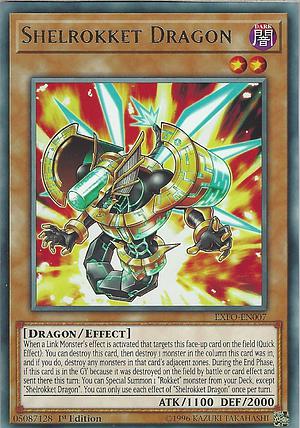 SHELROKKET DRAGON
DARK
闇
EXFO-EN007
[DRAGON/EFFECT]
When a Link Monster's effect is activated that targets this face-up card on the field (Quick
Effect): You can destroy this card, then destroy 1 monster in the column this card was in,
and if you do, destroy any monsters in that card's adjacent zones. During the End Phase,
if this card is in the GY because it was destroyed on the field by battle or card effect and
sent there this turn: You can Special Summon 1 "Rokket" monster from your Deck, except
"Shelrokket Dragon". You can only use each effect of "Shelrokket Dragon" once per turn.
ATK/1100 DEF/2000
05087128 1st Edition
©1996 KAZUKI TAKAHASHI